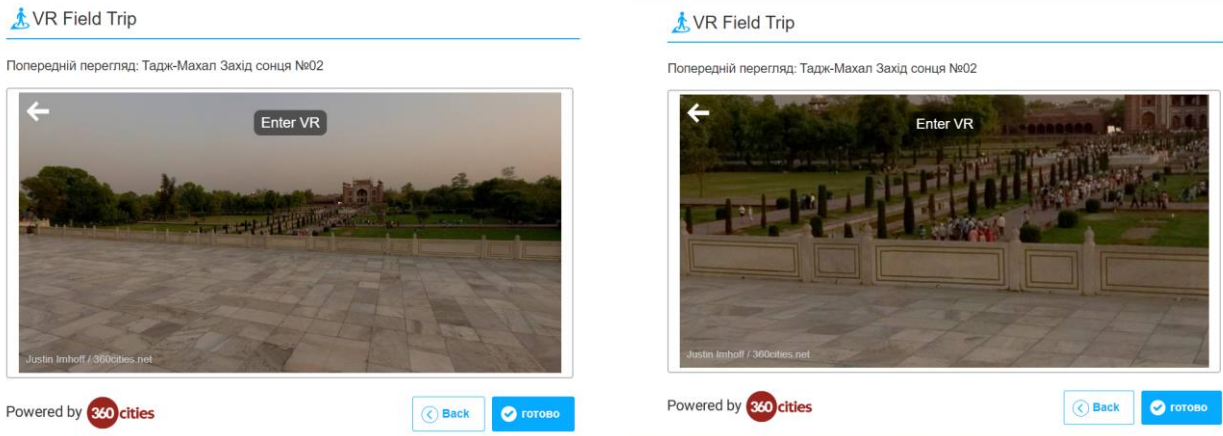 VR Field Trip
Попередній перегляд: Тадж-Махал Захід сонця №02
Enter VR
Justin Imhoff / 360cities.net
Powered by 360 cities
Back
готово
VR Field Trip
Попередній перегляд: Тадж-Махал Захід сонця №02
Enter VR
Justin Imhoff / 360cities.net
Powered by 360 cities
Back
готово